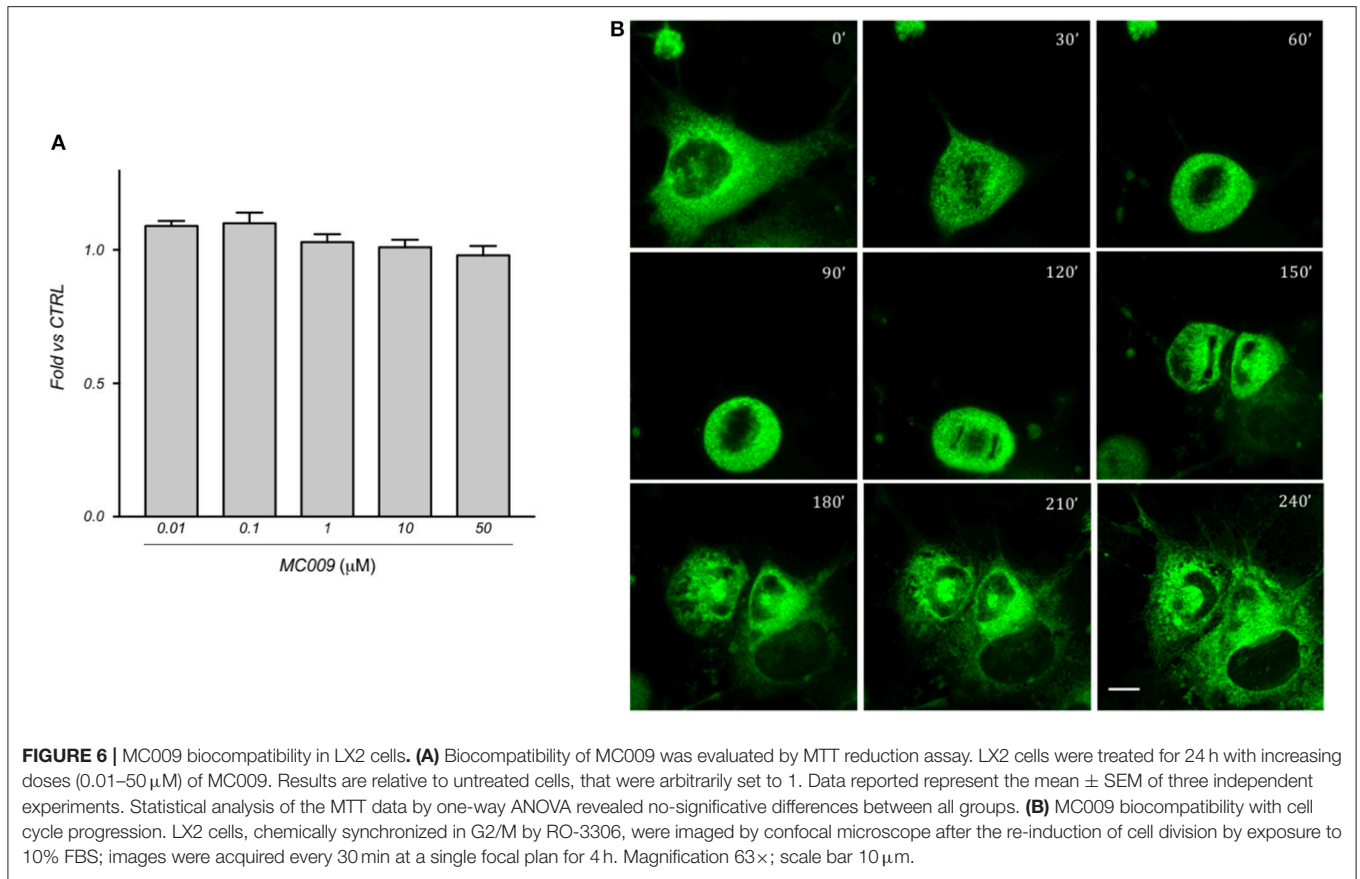 A
Fold vs CTRL
1.0
0.5
0.0
0.01 0.1 1 10 50
MC009 (μM)
B
0' 30' 60'
90' 120' 150'
180' 210' 240'
FIGURE 6 | MC009 biocompatibility in LX2 cells. (A) Biocompatibility of MC009 was evaluated by MTT reduction assay. LX2 cells were treated for 24 h with increasing
doses (0.01–50 μM) of MC009. Results are relative to untreated cells, that were arbitrarily set to 1. Data reported represent the mean ± SEM of three independent
experiments. Statistical analysis of the MTT data by one-way ANOVA revealed no-significative differences between all groups. (B) MC009 biocompatibility with cell
cycle progression. LX2 cells, chemically synchronized in G2/M by RO-3306, were imaged by confocal microscope after the re-induction of cell division by exposure to
10% FBS; images were acquired every 30 min at a single focal plan for 4 h. Magnification 63×; scale bar 10 μm.